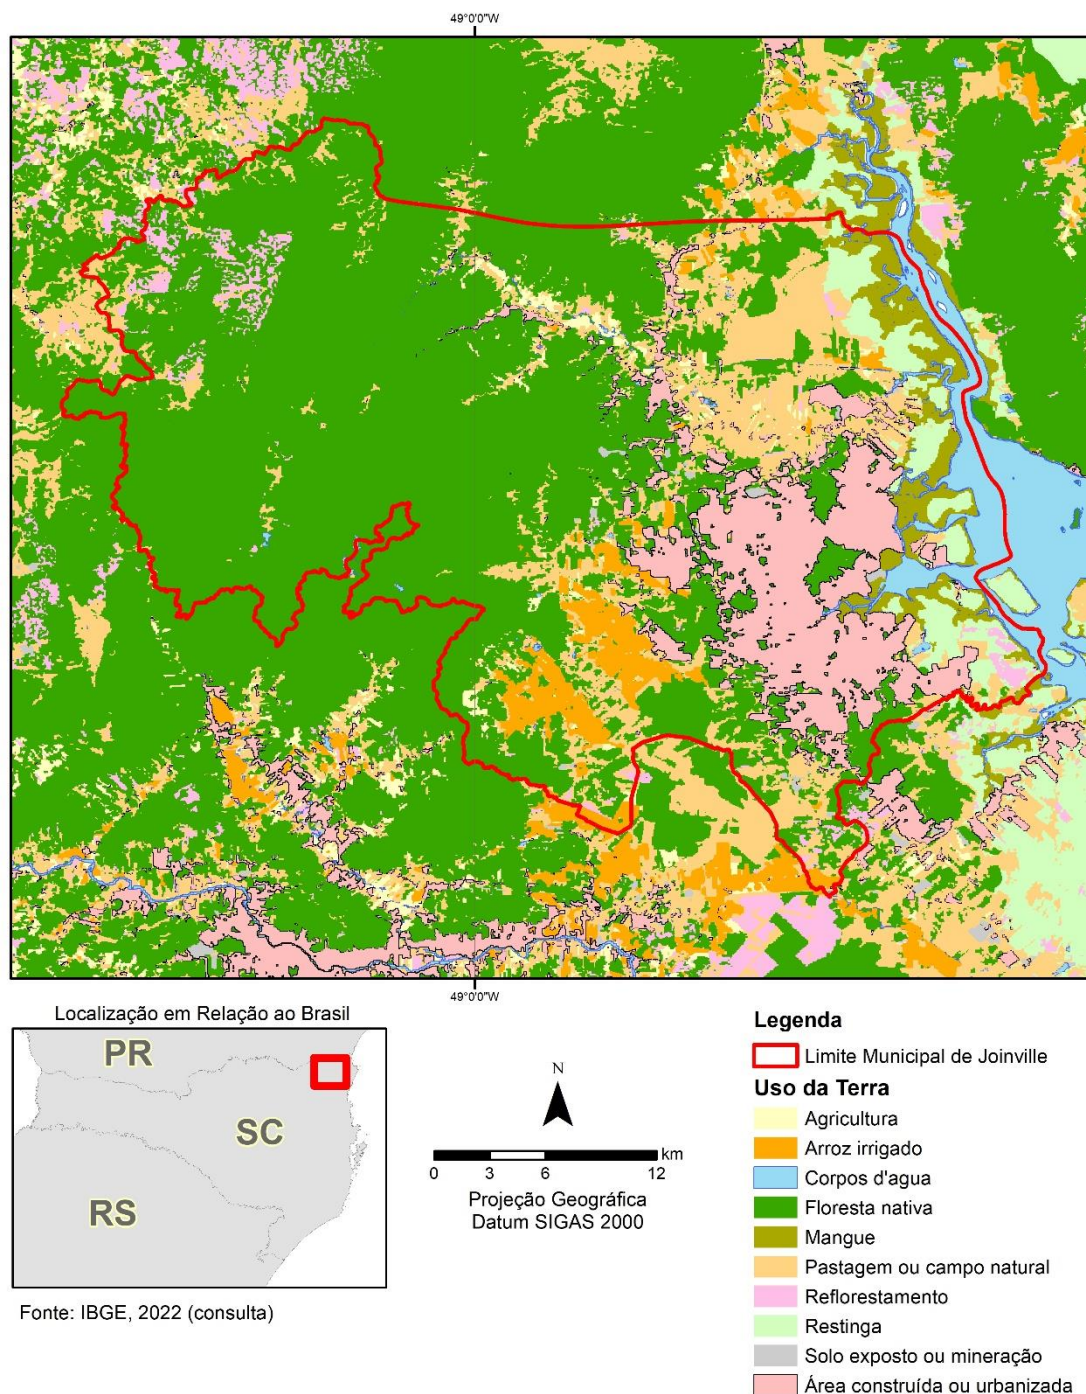 49°0'0"W
49°0'0"W
Localização em Relação ao Brasil
PR
SC
RS
Fonte: IBGE, 2022 (consulta)
N
0 3 6 12 km
Projeção Geográfica
Datum SIGAS 2000
Legenda
Limite Municipal de Joinville
Uso da Terra
Agricultura
Arroz irrigado
Corpos d'agua
Floresta nativa
Mangue
Pastagem ou campo natural
Reflorestamento
Restinga
Solo exposto ou mineração
Área construída ou urbanizada